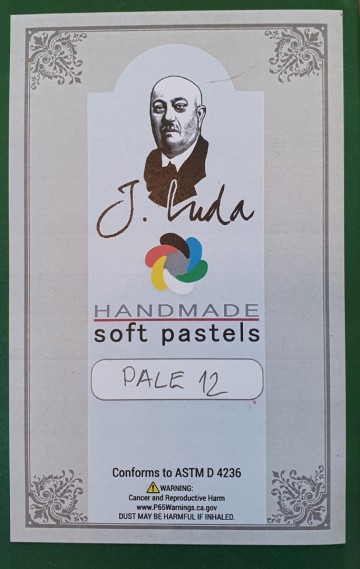 J. Luda
HANDMADE
soft pastels
PALE 12
Conforms to ASTM D 4236
WARNING:
Cancer and Reproductive Harm
www.P65Warnings.ca.gov
DUST MAY BE HARMFUL IF INHALED.